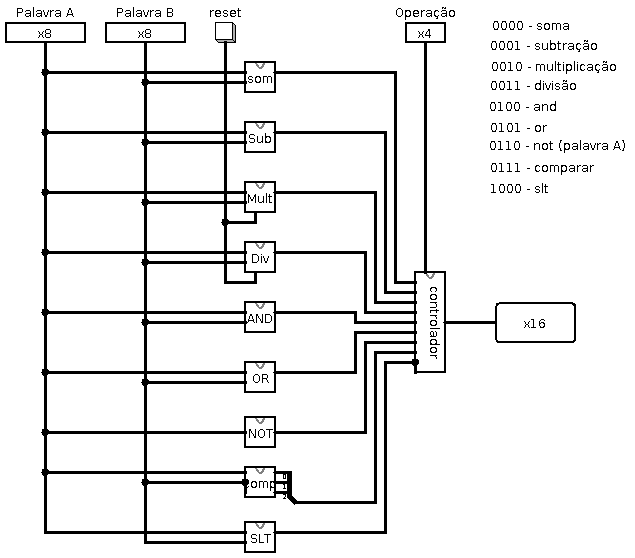 Palavra A
Palavra B
reset
Operação
x8
x8
x4
0000 - soma
0001 - subtração
0010 - multiplicação
0011 - divisão
0100 - and
0101 - or
0110 - not (palavra A)
0111 - comparar
1000 - slt
som
Sub
Mult
Div
AND
OR
NOT
omp
0
1
2
SLT
controlador
x16